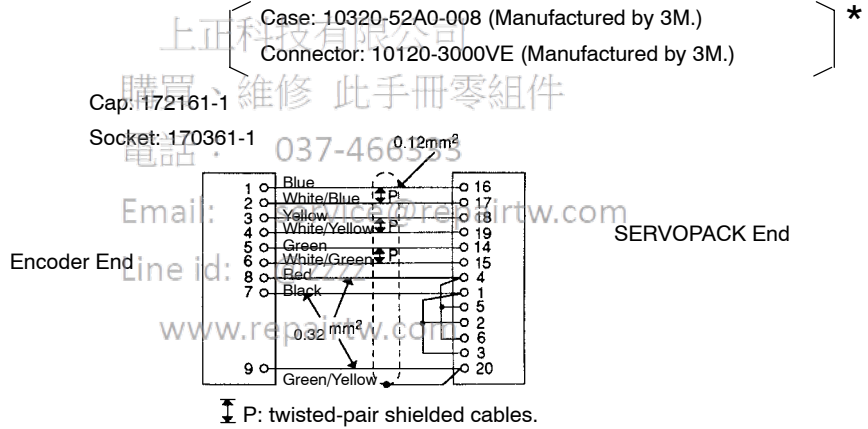 Case: 10320-52A0-008 (Manufactured by 3M.)
*
上正科技有限公司
Connector: 10120-3000VE (Manufactured by 3M.)
購買、維修 此手冊零組件
Cap: 172161-1
Socket: 170361-1
電話: 037-466333
0.12mm²
1 Blue 16
2 White/Blue P 17
Email: service@repairtw.com
3 Yellow 18
4 White/Yellow P 19
SERVOPACK End
5 Green 14
Encoder End
6 White/Green P 15
Line id: @zzzz
8 Red 4
7 Black 1
5
www.repairtw.com
0.32 mm²
2
6
3
9 Green/Yellow 20
P: twisted-pair shielded cables.